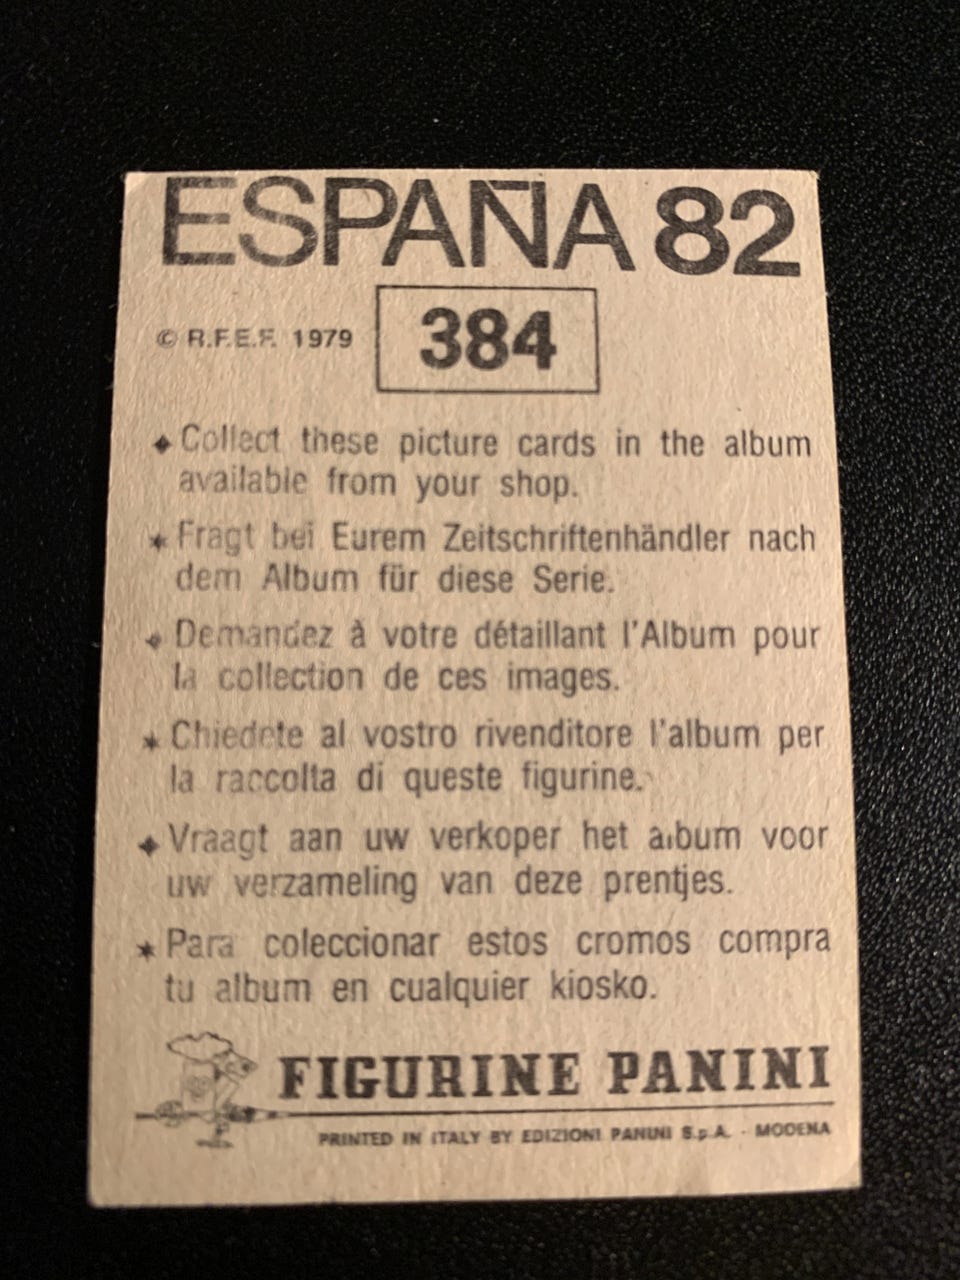 ESPAÑA 82
© R.F.E.F. 1979
384
Collect these picture cards in the album
available from your shop.
Fragt bei Eurem Zeitschriftenhändler nach
dem Album für diese Serie.
Demandez à votre détaillant l'Album pour
la collection de ces images.
Chiedete al vostro rivenditore l'album per
la raccolta di queste figurine.
Vraagt aan uw verkoper het album voor
uw verzameling van deze prentjes.
Para coleccionar estos cromos compra
tu album en cualquier kiosko.
FIGURINE PANINI
PRINTED IN ITALY BY EDIZIONI PANINI S.p.A. - MODENA